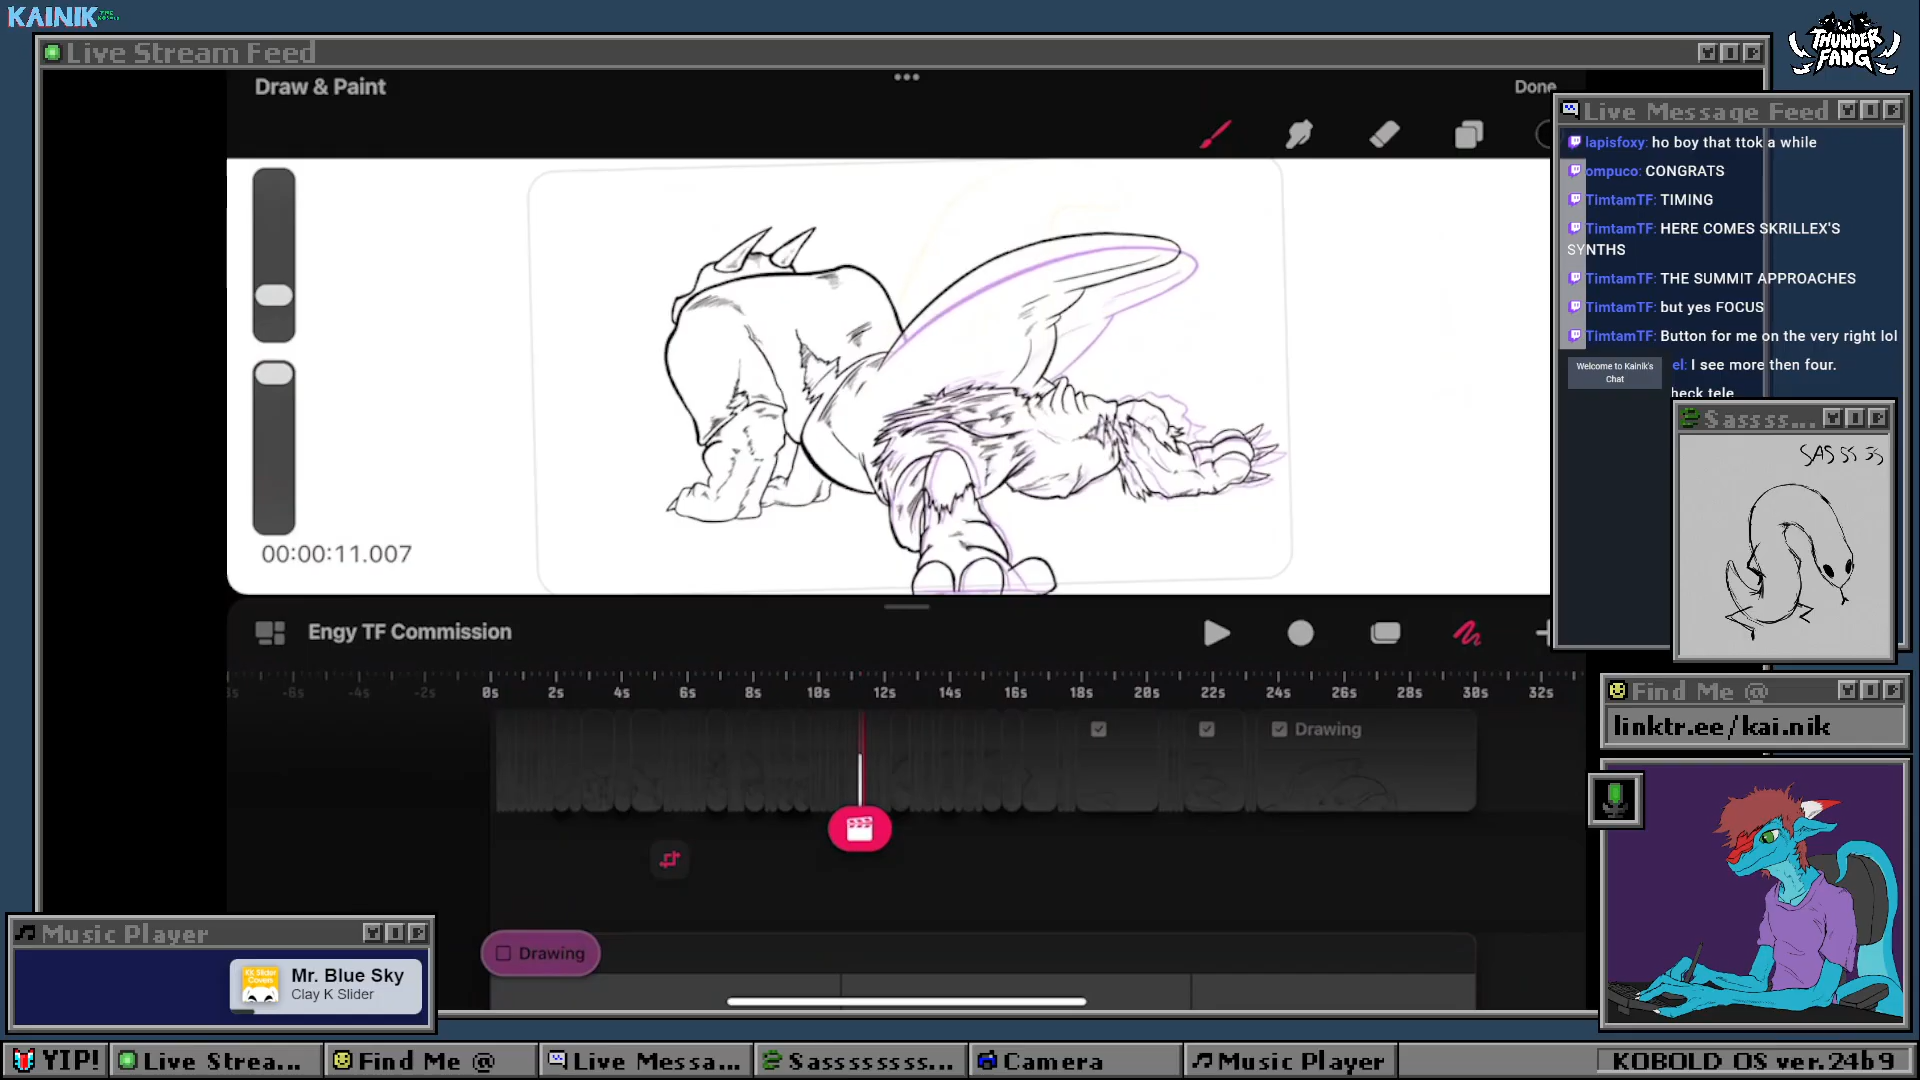 KAINIK
THUNDER
FANG
Live Stream Feed
Draw & Paint
Done
Live Message Feed
lapisfoxy: ho boy that ttok a while
ompuco: CONGRATS
TimtamTF: TIMING
TimtamTF: HERE COMES SKRILLEX'S
SYNTHS
TimtamTF: THE SUMMIT APPROACHES
TimtamTF: but yes FOCUS
TimtamTF: Button for me on the very right lol
el: I see more then four.
heck tele
Welcome to Kainik's
Chat
Sassss...
SASSSSSS
00:00:11.007
Engy TF Commission
-6s -4s -2s 0s 2s 4s 6s 8s 10s 12s 14s 16s 18s 20s 22s 24s 26s 28s 30s 32s
Drawing
Drawing
Find Me @
linktr.ee/kai.nik
Music Player
KK Slider
Covers
Mr. Blue Sky
Clay K Slider
YIP!
Live Strea...
Find Me @
Live Messa...
Sassssssss...
Camera
Music Player
KOBOLD OS ver.24b9